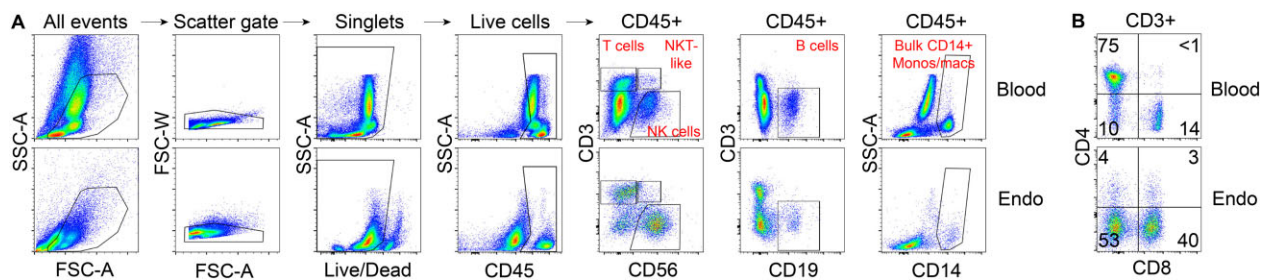 A
All events
Scatter gate
Singlets
Live cells
CD45+
CD45+
CD45+
B
CD3+
T cells
NKT-
like
NK cells
B cells
Bulk CD14+
Monos/macs
Blood
75
<1
10
14
Blood
SSC-A
FSC-W
SSC-A
SSC-A
CD3
CD3
SSC-A
CD4
Endo
4
3
53
40
Endo
FSC-A
FSC-A
Live/Dead
CD45
CD56
CD19
CD14
CD8